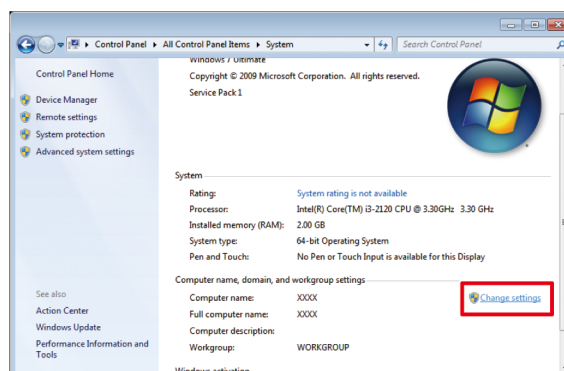 Control Panel ▸ All Control Panel Items ▸ System
Search Control Panel
Control Panel Home
Device Manager
Remote settings
System protection
Advanced system settings
See also
Action Center
Windows Update
Performance Information and
Tools
Windows 7 Ultimate
Copyright © 2009 Microsoft Corporation. All rights reserved.
Service Pack 1
System
Rating: System rating is not available
Processor: Intel(R) Core(TM) i3-2120 CPU @ 3.30GHz 3.30 GHz
Installed memory (RAM): 2.00 GB
System type: 64-bit Operating System
Pen and Touch: No Pen or Touch Input is available for this Display
Computer name, domain, and workgroup settings
Computer name: XXXX Change settings
Full computer name: XXXX
Computer description:
Workgroup: WORKGROUP
Windows activation